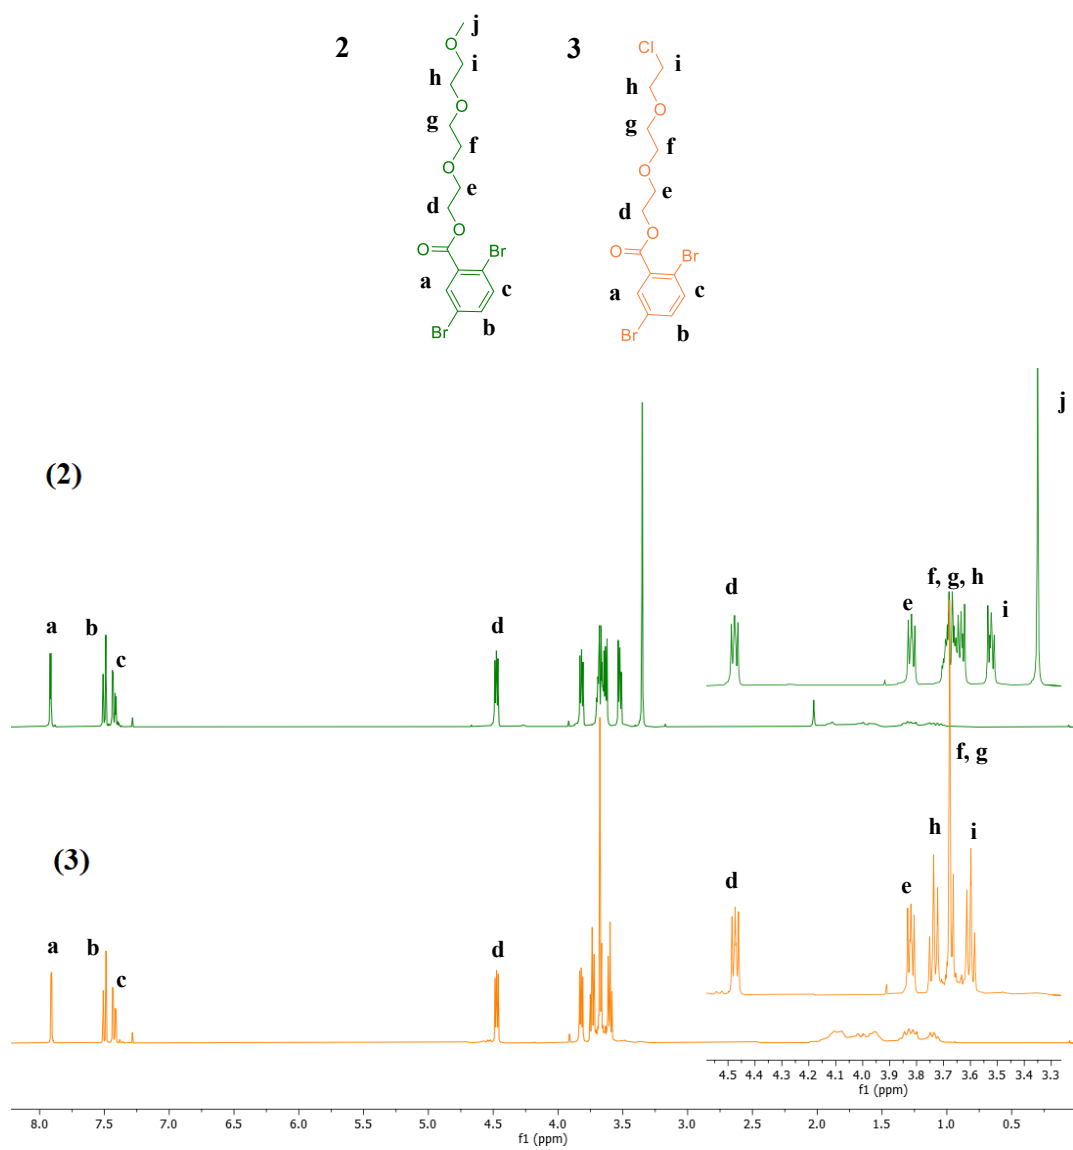 2
j
O
i
h
O
g
f
O
e
d
O
O
Br
a
c
b
Br
3
Cl
i
h
O
g
f
O
e
d
O
O
Br
a
c
b
Br
(2)
a
b
c
d
d
e
f, g, h
i
j
(3)
a
b
c
d
d
e
h
f, g
i
4.5 4.4 4.3 4.2 4.1 4.0 3.9 3.8 3.7 3.6 3.5 3.4 3.3
f1 (ppm)
8.0 7.5 7.0 6.5 6.0 5.5 5.0 4.5 4.0 3.5 3.0 2.5 2.0 1.5 1.0 0.5
f1 (ppm)